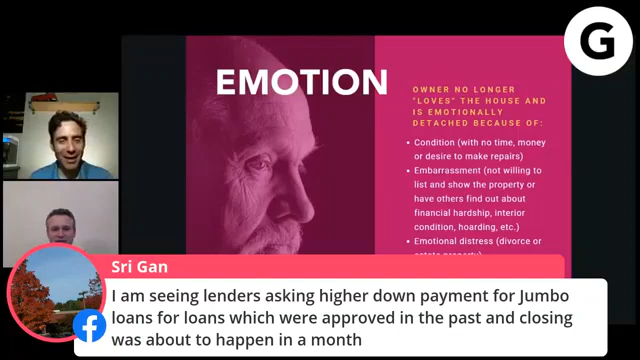 G
EMOTION
OWNER NO LONGER
"LOVES" THE HOUSE AND
IS EMOTIONALLY
DETACHED BECAUSE OF:
• Condition (with no time, money
or desire to make repairs)
• Embarrassment (not willing to
list and show the property or
have others find out about
financial hardship, interior
condition, hoarding, etc.)
• Emotional distress (divorce or
Sri Gan
I am seeing lenders asking higher down payment for Jumbo
loans for loans which were approved in the past and closing
was about to happen in a month